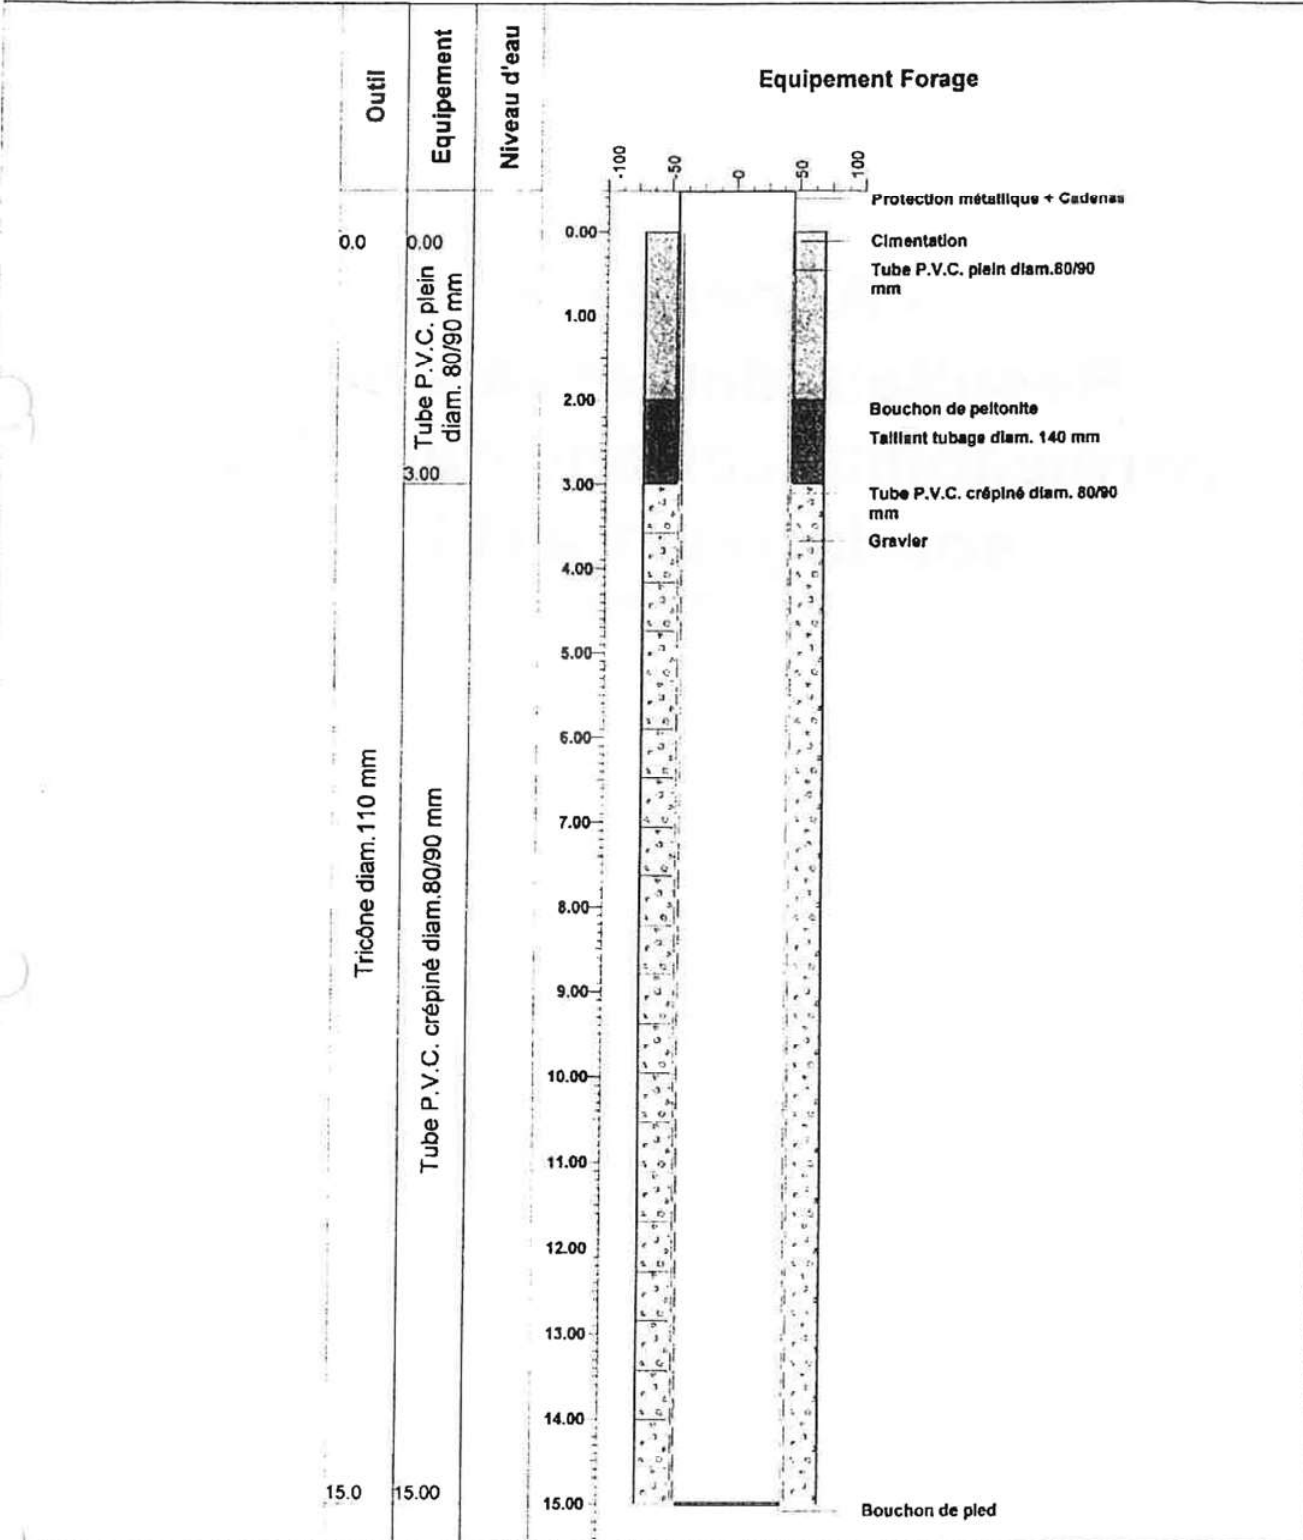 Outil
Equipement
Niveau d'eau
Equipement Forage
-100
-50
-0
50
100
Protection métallique + Cadenas
0.0
0.00
0.00
Cimentation
Tube P.V.C. plein diam.80/90
mm
Tube P.V.C. plein
diam. 80/90 mm
1.00
2.00
Bouchon de peltonite
Taillant tubage diam. 140 mm
3.00
3.00
Tube P.V.C. crépiné diam. 80/90
mm
Gravier
4.00
5.00
6.00
7.00
Tricône diam.110 mm
Tube P.V.C. crépiné diam.80/90 mm
8.00
9.00
10.00
11.00
12.00
13.00
14.00
15.0
15.00
15.00
Bouchon de pied